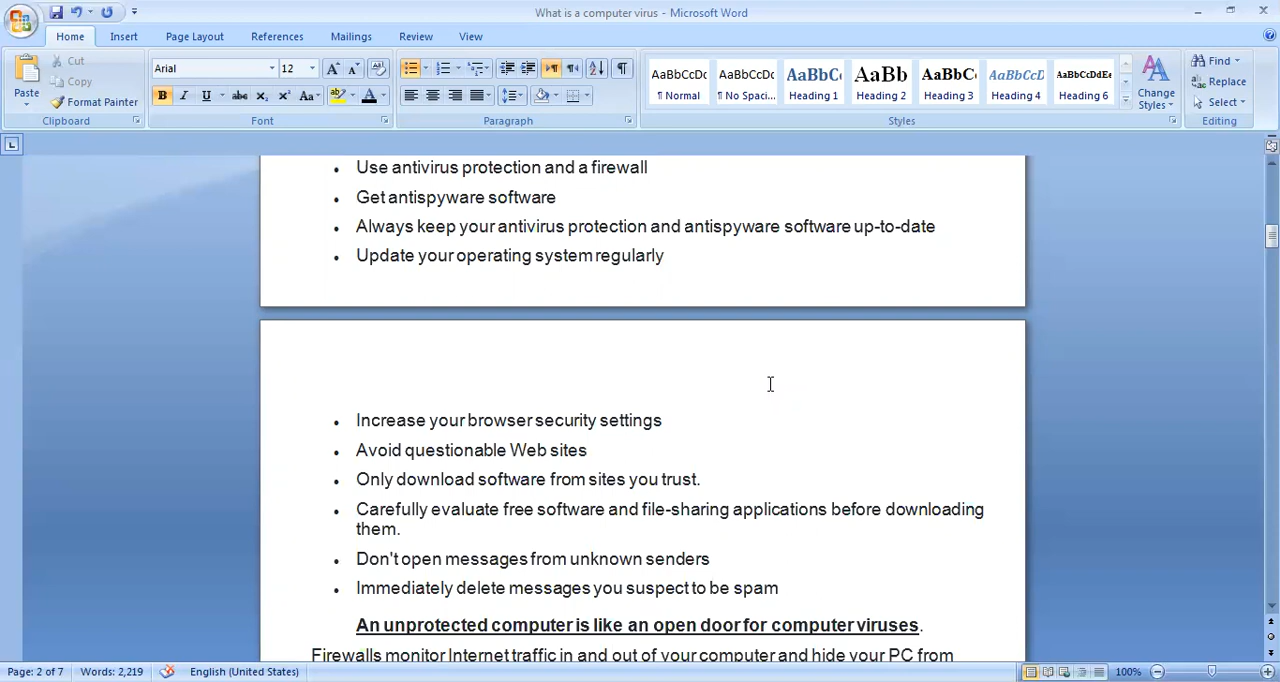 What is a computer virus - Microsoft Word
Home Insert Page Layout References Mailings Review View
Paste
Cut
Copy
Format Painter
Clipboard
Arial 12
Font
Paragraph
AaBbCcDc AaBbCcDc AaBbC AaBb AaBbC AaBbCcD AaBbCcDdEe
¶ Normal ¶ No Spaci... Heading 1 Heading 2 Heading 3 Heading 4 Heading 6
Change Styles
Styles
Find
Replace
Select
Editing
• Use antivirus protection and a firewall
• Get antispyware software
• Always keep your antivirus protection and antispyware software up-to-date
• Update your operating system regularly
• Increase your browser security settings
• Avoid questionable Web sites
• Only download software from sites you trust.
• Carefully evaluate free software and file-sharing applications before downloading
them.
• Don't open messages from unknown senders
• Immediately delete messages you suspect to be spam
An unprotected computer is like an open door for computer viruses.
Firewalls monitor Internet traffic in and out of your computer and hide your PC from
Page: 2 of 7 Words: 2,219 English (United States) 100%